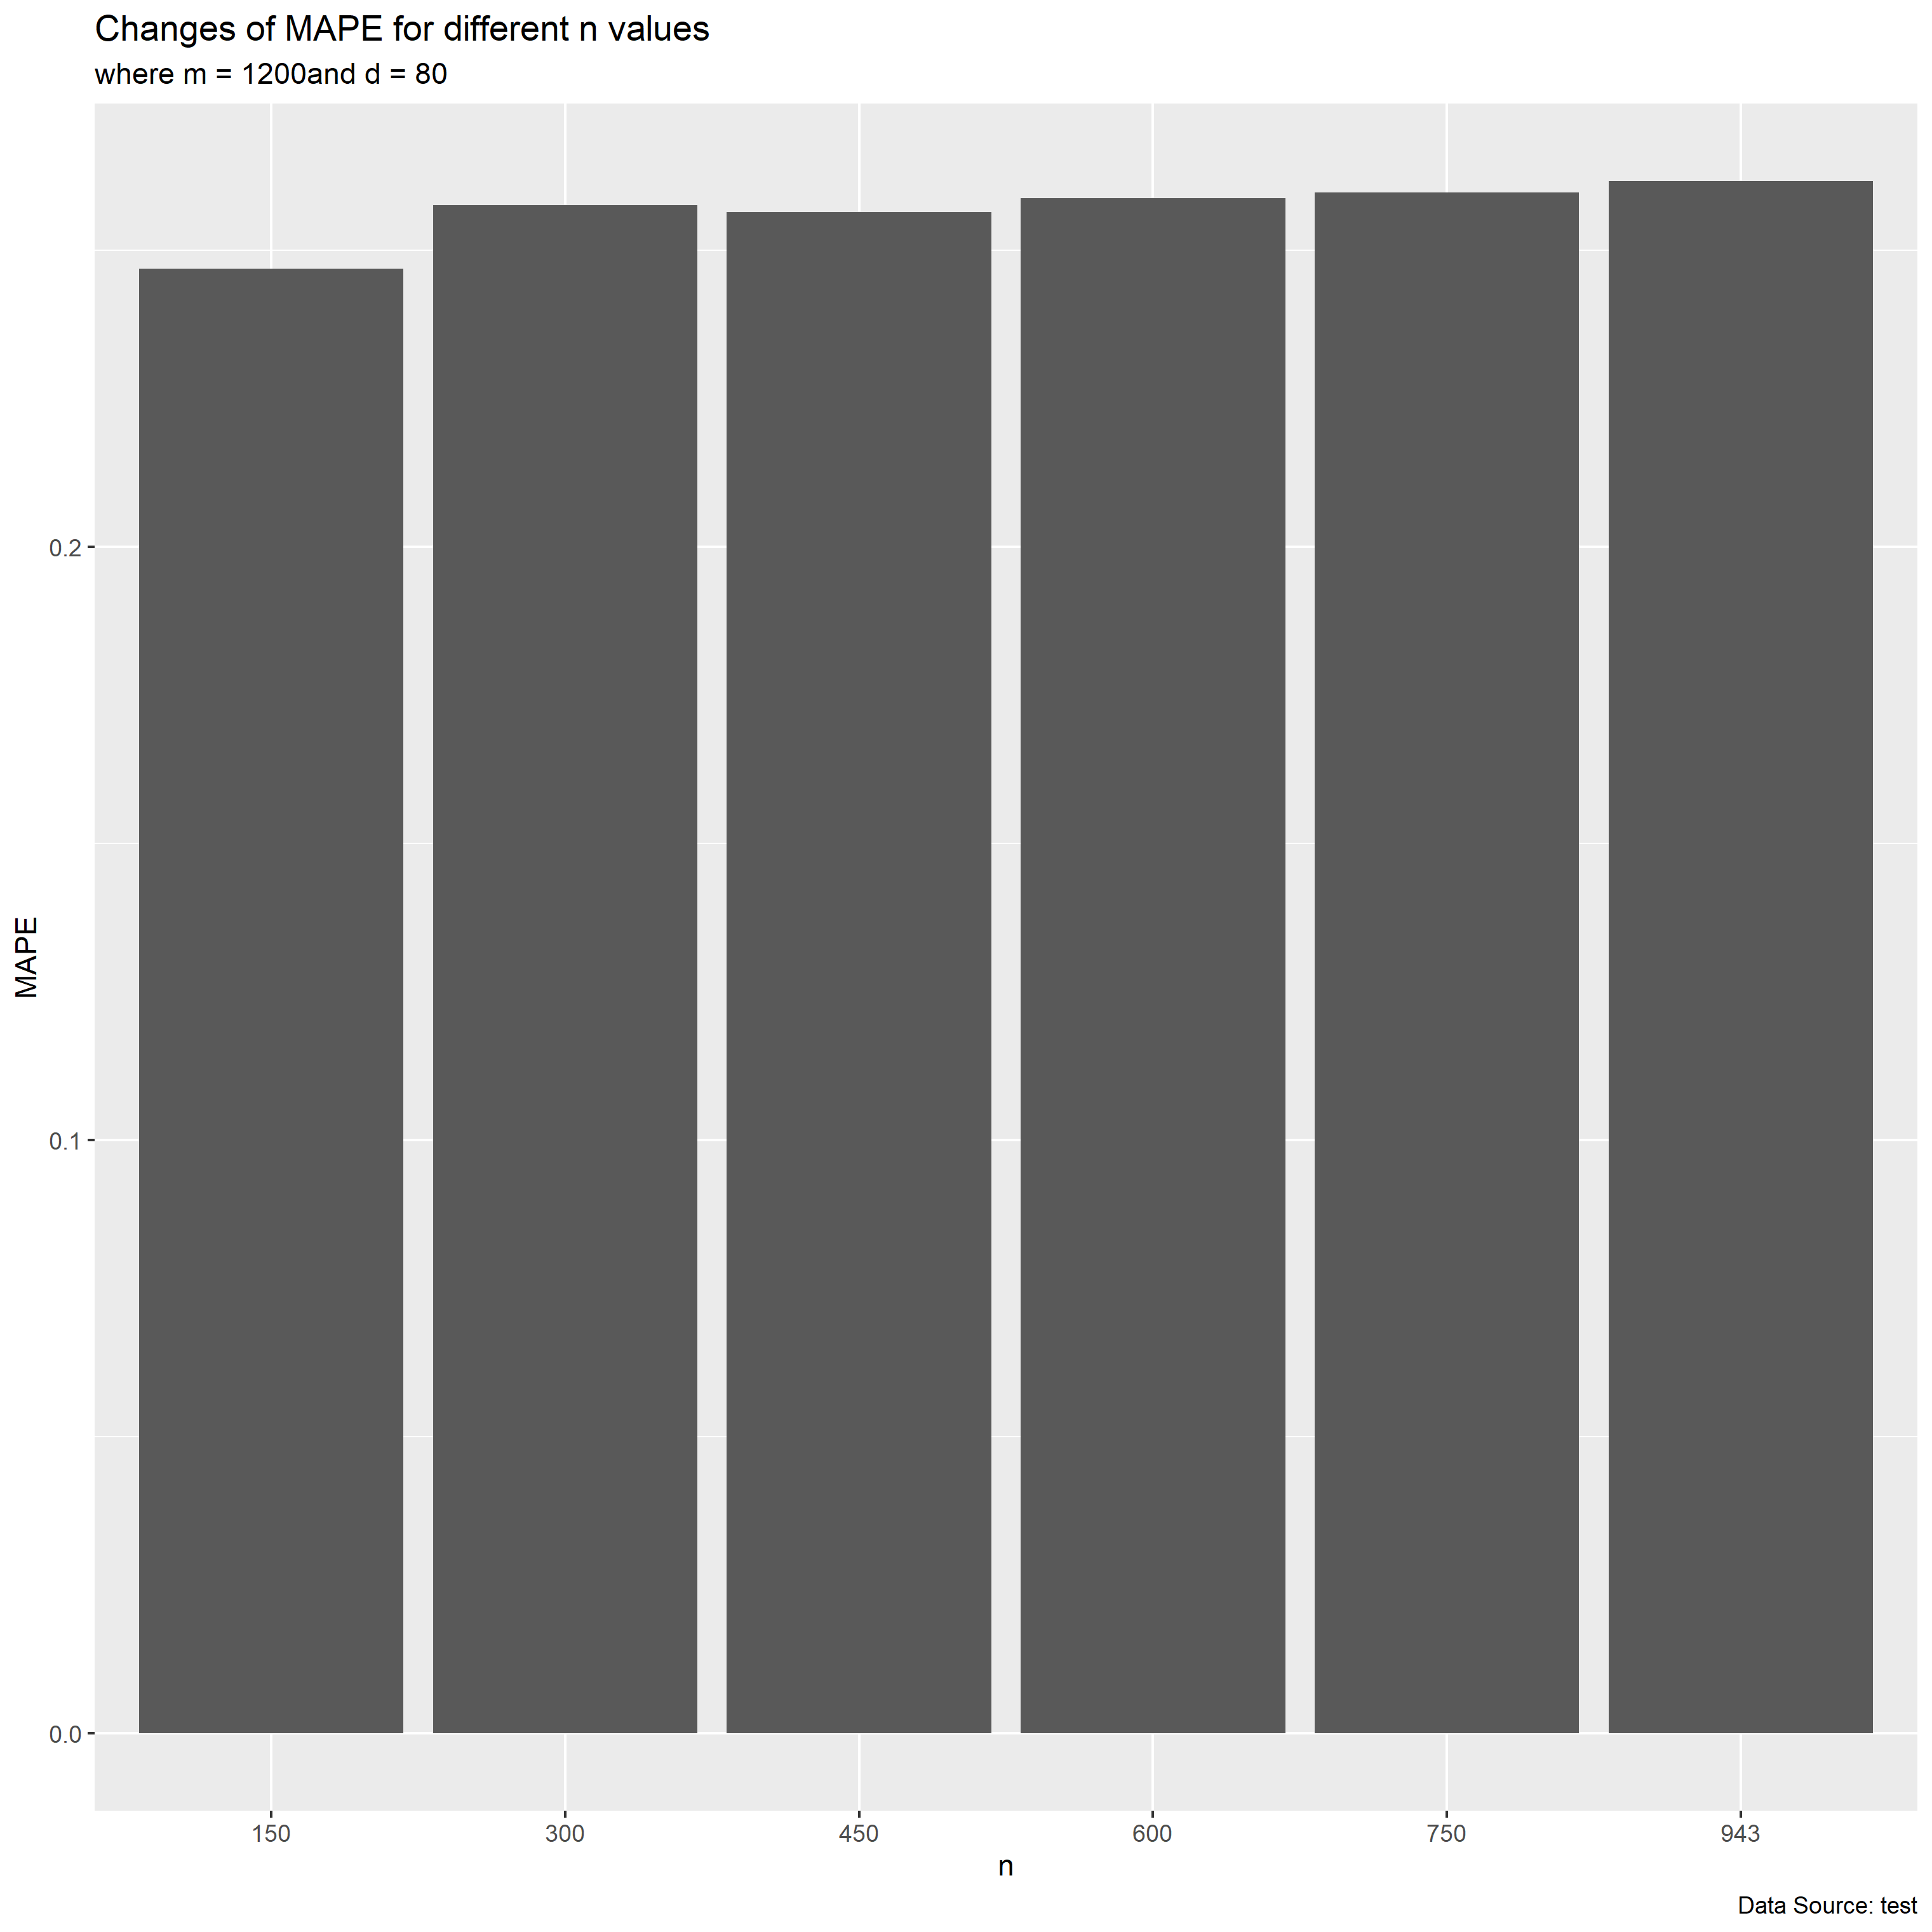 Changes of MAPE for different n values
where m = 1200and d = 80
MAPE
0.2
0.1
0.0
150 300 450 600 750 943
n
Data Source: test